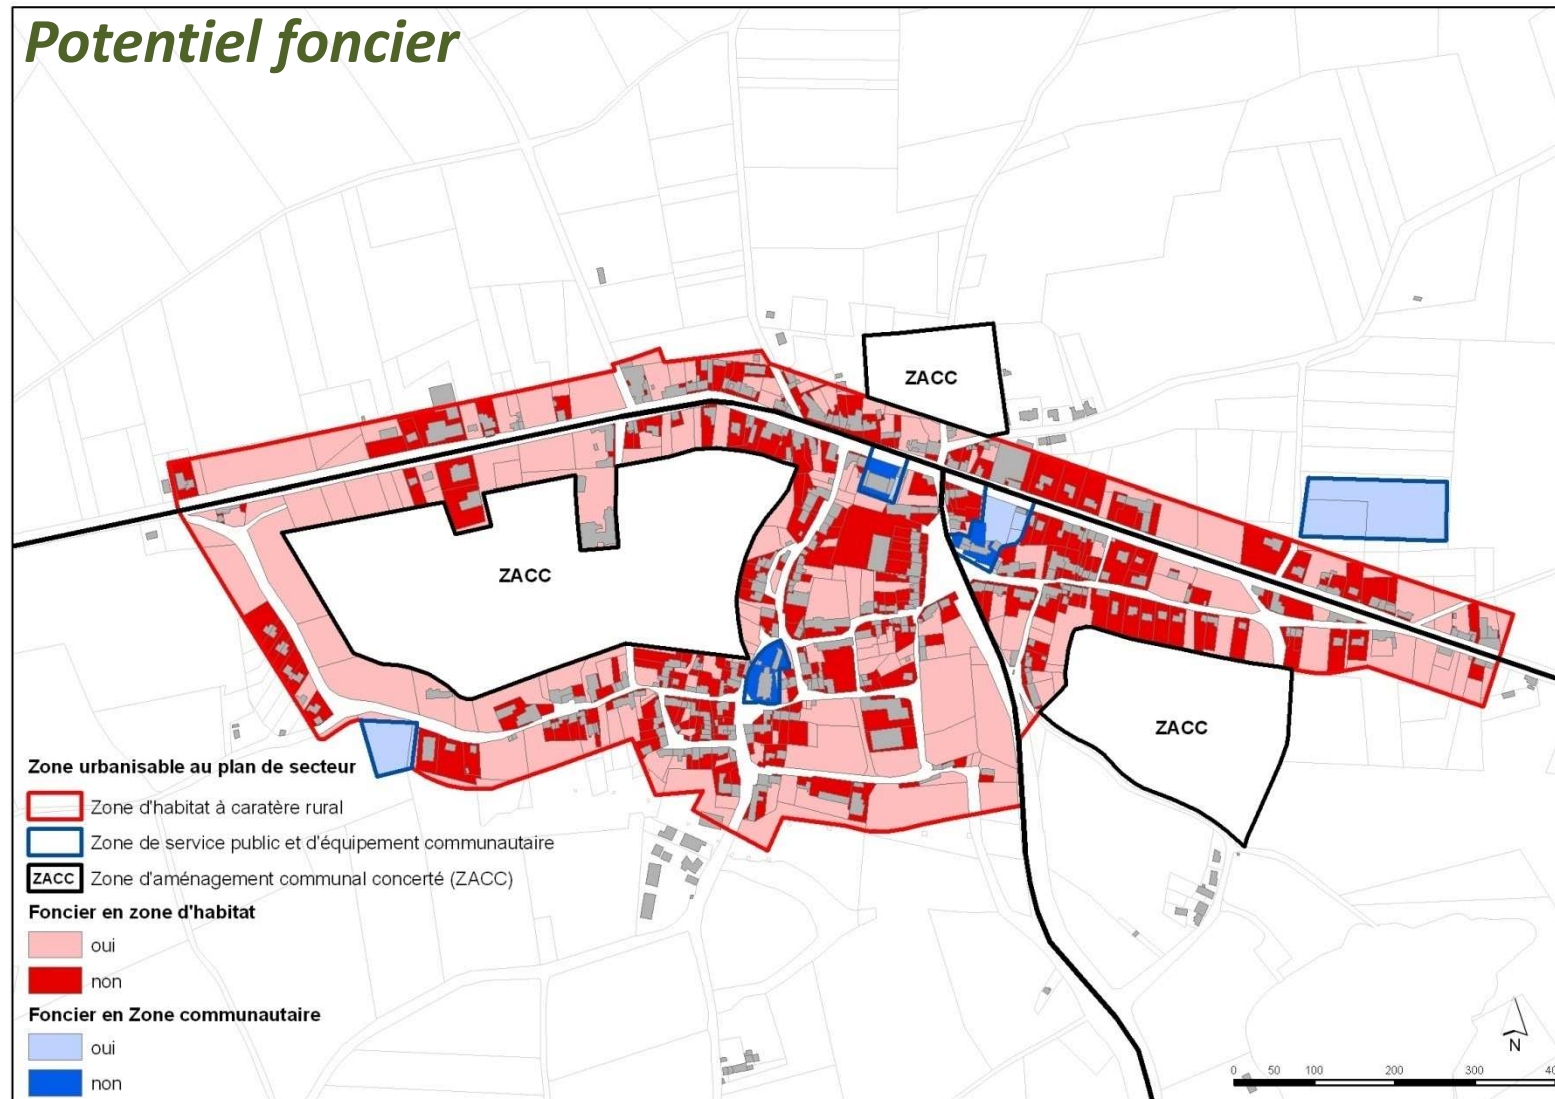 Potentiel foncier
ZACC
ZACC
ZACC
Zone urbanisable au plan de secteur
Zone d'habitat à caratère rural
Zone de service public et d'équipement communautaire
ZACC Zone d'aménagement communal concerté (ZACC)
Foncier en zone d'habitat
oui
non
Foncier en Zone communautaire
oui
non
N
0 50 100 200 300